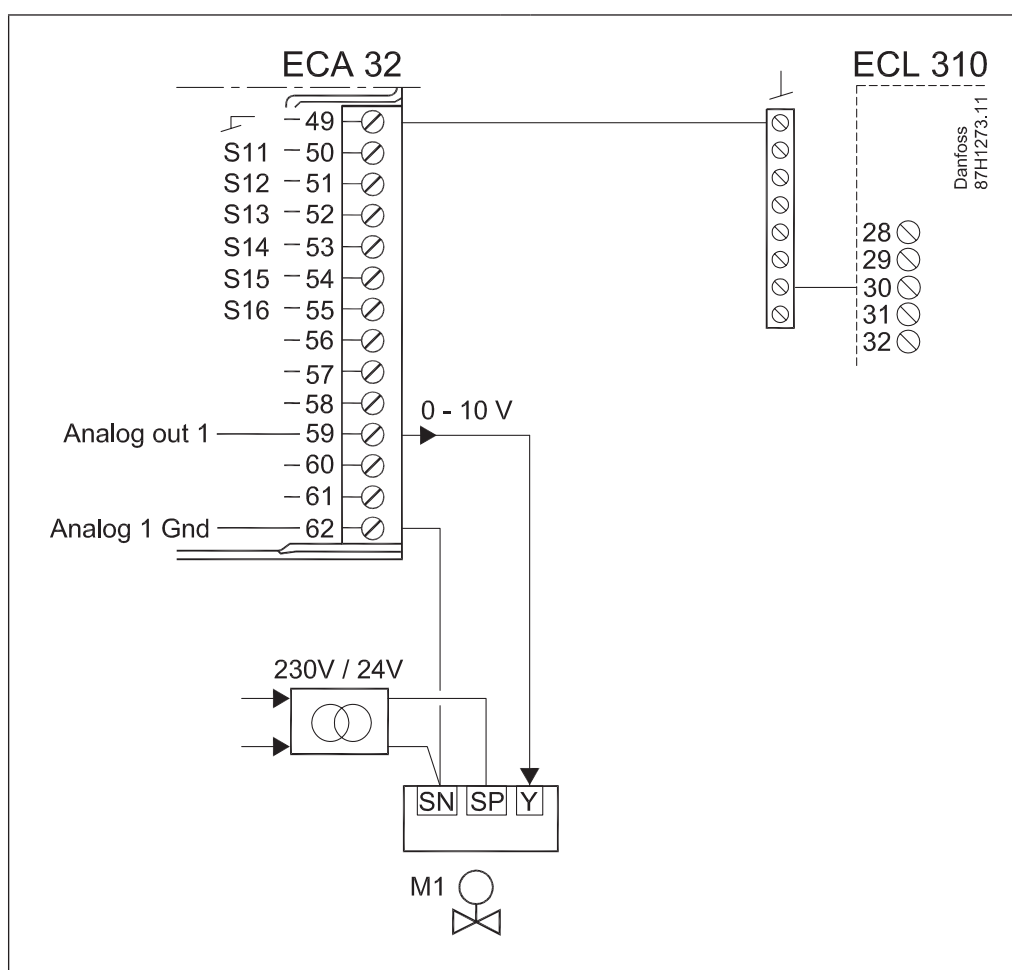 ECA 32
49
S11 50
S12 51
S13 52
S14 53
S15 54
S16 55
56
57
58
Analog out 1 59
60
61
Analog 1 Gnd 62
0 - 10 V
ECL 310
Danfoss
87H1273.11
28
29
30
31
32
230V / 24V
SN SP Y
M1